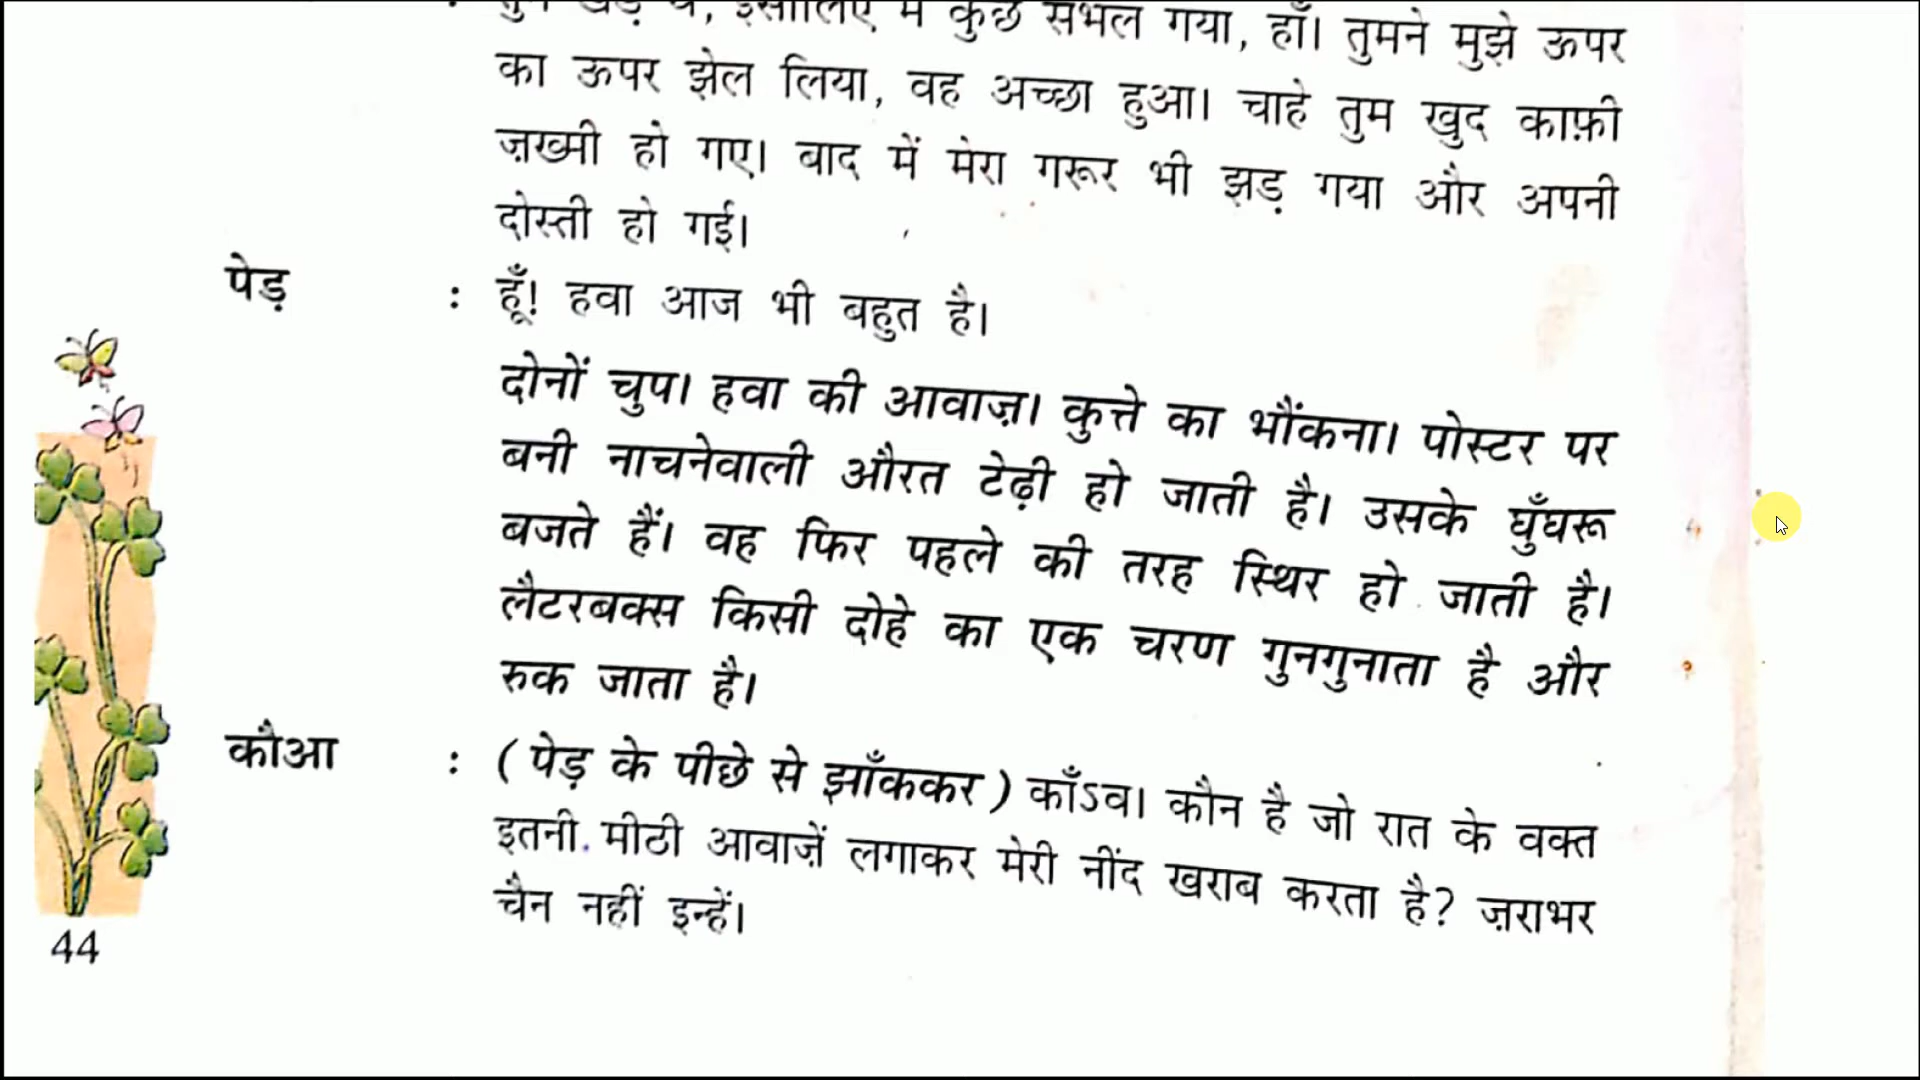 तुम खड़े थे, इसीलिए मैं कुछ सँभल गया, हाँ। तुमने मुझे ऊपर
का ऊपर झेल लिया, वह अच्छा हुआ। चाहे तुम खुद काफ़ी
ज़ख्मी हो गए। बाद में मेरा गरूर भी झड़ गया और अपनी
दोस्ती हो गई।
पेड़ : हूँ! हवा आज भी बहुत है।
दोनों चुप। हवा की आवाज़। कुत्ते का भौंकना। पोस्टर पर
बनी नाचनेवाली औरत टेढ़ी हो जाती है। उसके घुँघरू
बजते हैं। वह फिर पहले की तरह स्थिर हो जाती है।
लैटरबक्स किसी दोहे का एक चरण गुनगुनाता है और
रुक जाता है।
कौआ : (पेड़ के पीछे से झाँककर) काँऽव। कौन है जो रात के वक्त
इतनी मीठी आवाज़ें लगाकर मेरी नींद खराब करता है? ज़राभर
चैन नहीं इन्हें।
44